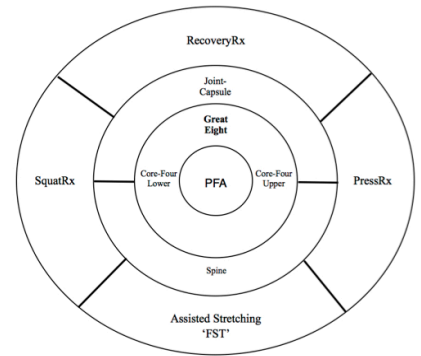 RecoveryRx
Joint-
Capsule
Great
Eight
SquatRx
Core-Four
Lower
PFA
Core-Four
Upper
PressRx
Spine
Assisted Stretching
‘FST’